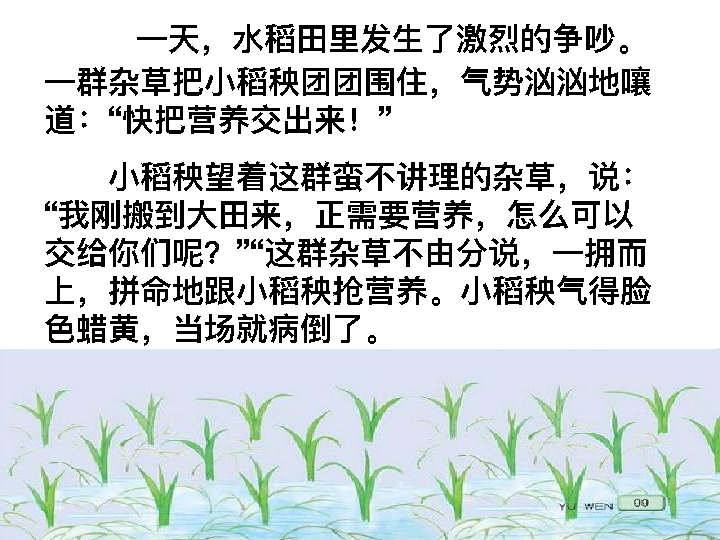 一天，水稻田里发生了激烈的争吵。
一群杂草把小稻秧团团围住，气势汹汹地嚷
道：“快把营养交出来！”
小稻秧望着这群蛮不讲理的杂草，说：
“我刚搬到大田来，正需要营养，怎么可以
交给你们呢？”“这群杂草不由分说，一拥而
上，拼命地跟小稻秧抢营养。小稻秧气得脸
色蜡黄，当场就病倒了。
YU WEN 99